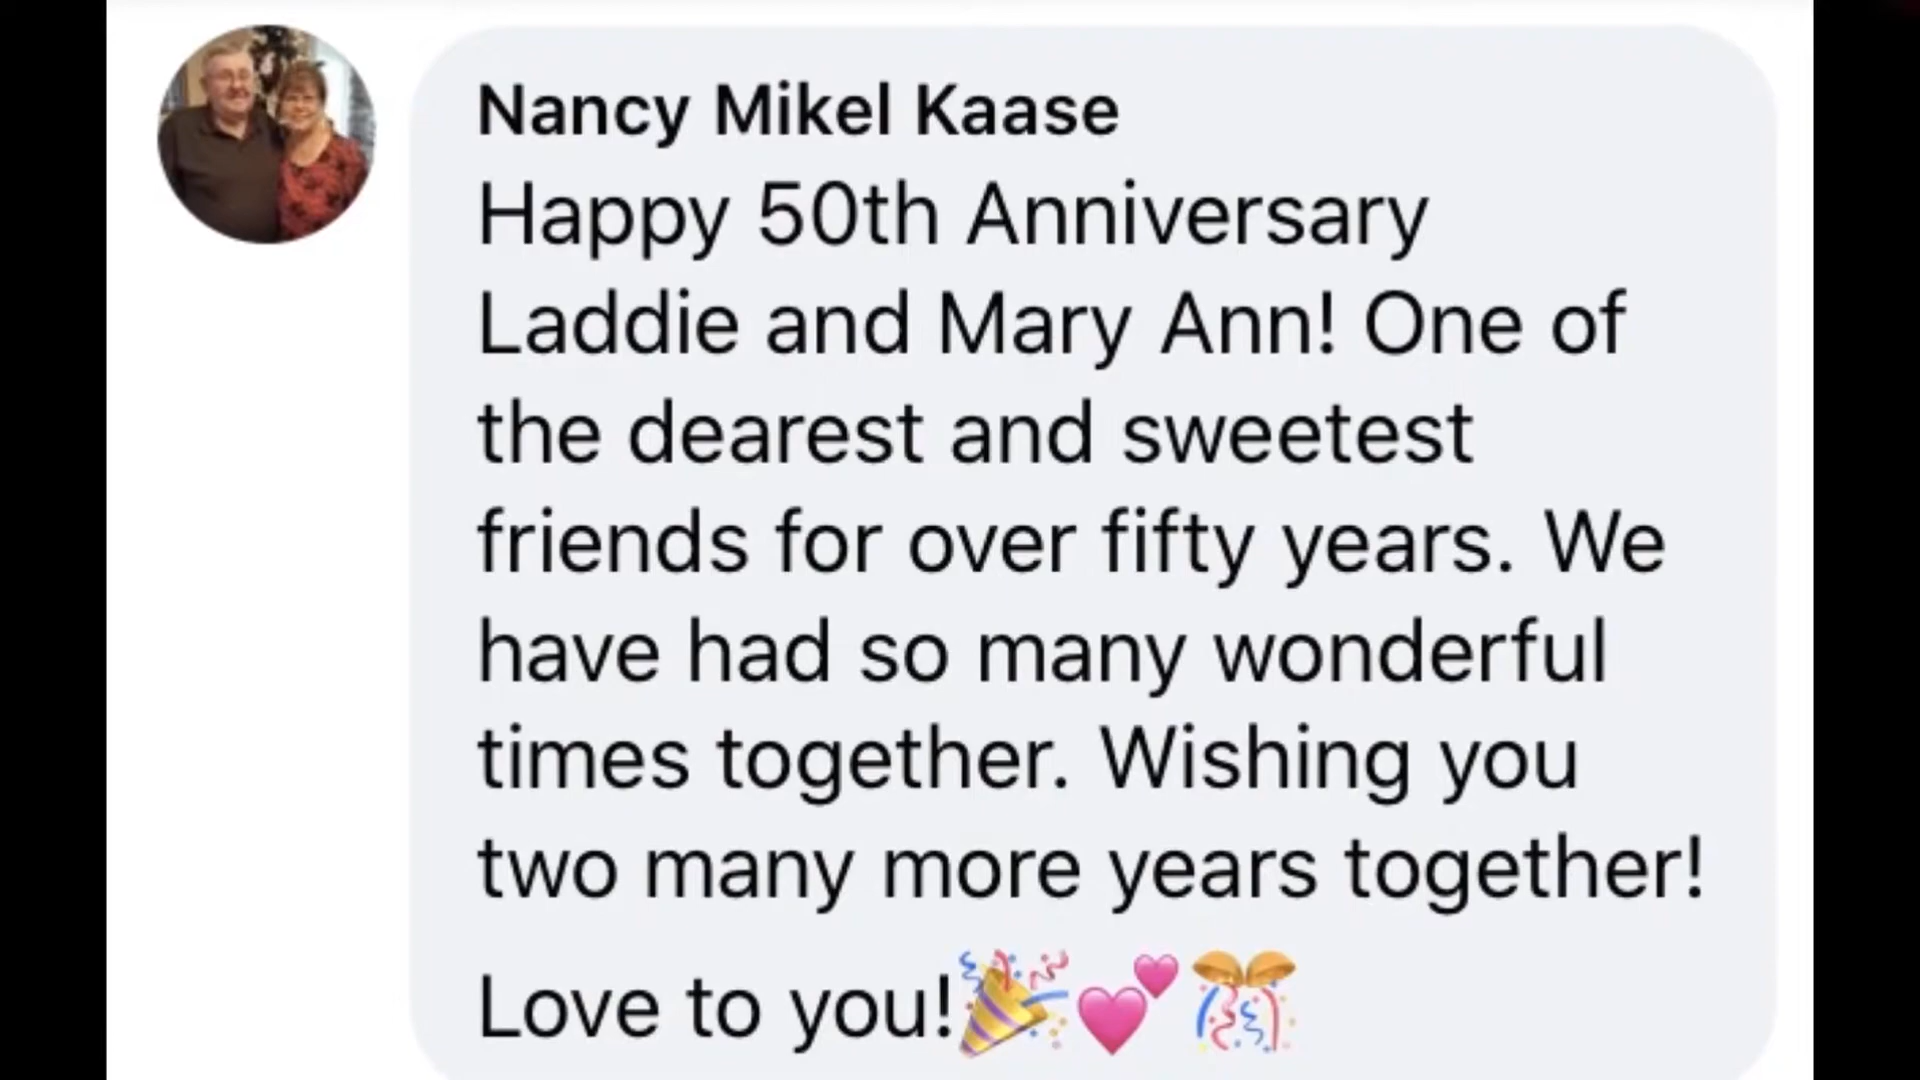 Nancy Mikel Kaase
Happy 50th Anniversary
Laddie and Mary Ann! One of
the dearest and sweetest
friends for over fifty years. We
have had so many wonderful
times together. Wishing you
two many more years together!
Love to you!🎉💕🎊